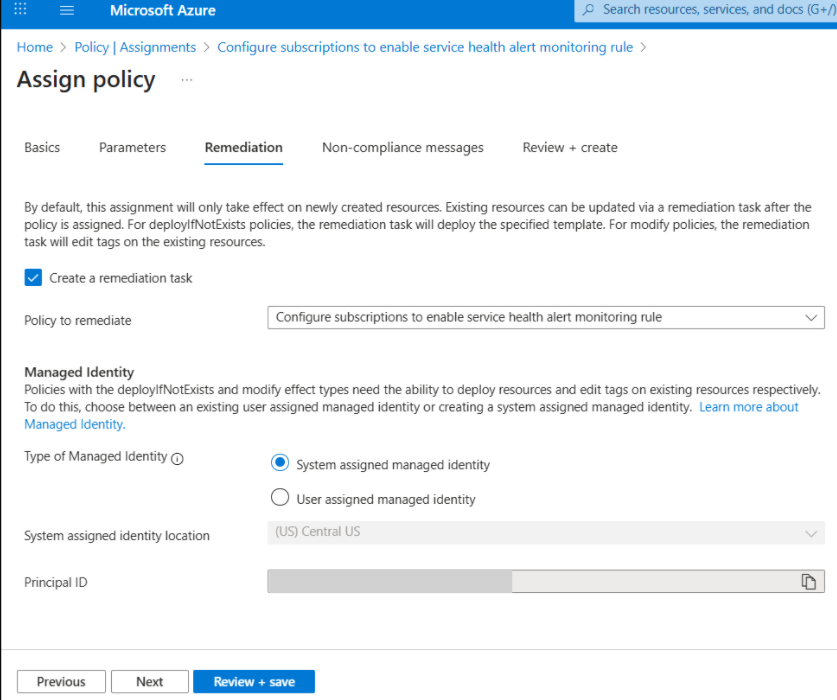 Microsoft Azure
Search resources, services, and docs (G+/)
Home > Policy | Assignments > Configure subscriptions to enable service health alert monitoring rule >
Assign policy ...
Basics Parameters Remediation Non-compliance messages Review + create
By default, this assignment will only take effect on newly created resources. Existing resources can be updated via a remediation task after the
policy is assigned. For deployIfNotExists policies, the remediation task will deploy the specified template. For modify policies, the remediation
task will edit tags on the existing resources.
Create a remediation task
Policy to remediate
Configure subscriptions to enable service health alert monitoring rule
Managed Identity
Policies with the deployIfNotExists and modify effect types need the ability to deploy resources and edit tags on existing resources respectively.
To do this, choose between an existing user assigned managed identity or creating a system assigned managed identity. Learn more about
Managed Identity.
Type of Managed Identity
System assigned managed identity
User assigned managed identity
System assigned identity location
(US) Central US
Principal ID
Previous Next Review + save